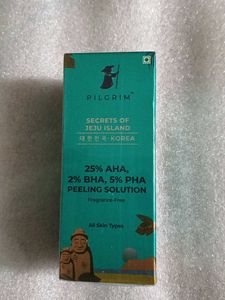 PILGRIM
SECRETS OF
JEJU ISLAND
대한민국 · KOREA
25% AHA,
2% BHA, 5% PHA
PEELING SOLUTION
Fragrance-Free
All Skin Types